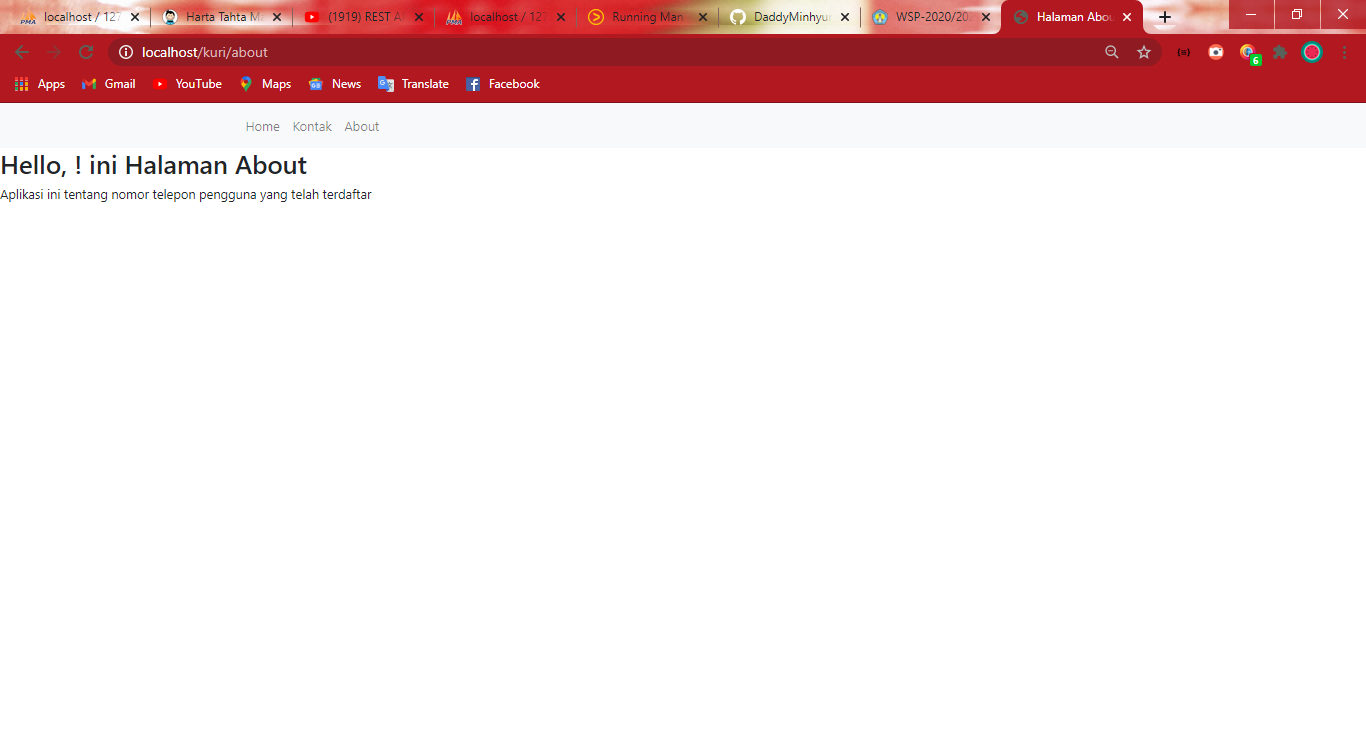 localhost / 127
Harta Tahta Ma
(1919) REST A
localhost / 127
Running Man
DaddyMinhyu
WSP-2020/20
Halaman Abou
localhost/kuri/about
6
Apps Gmail YouTube Maps News Translate Facebook
Home Kontak About
Hello, ! ini Halaman About
Aplikasi ini tentang nomor telepon pengguna yang telah terdaftar